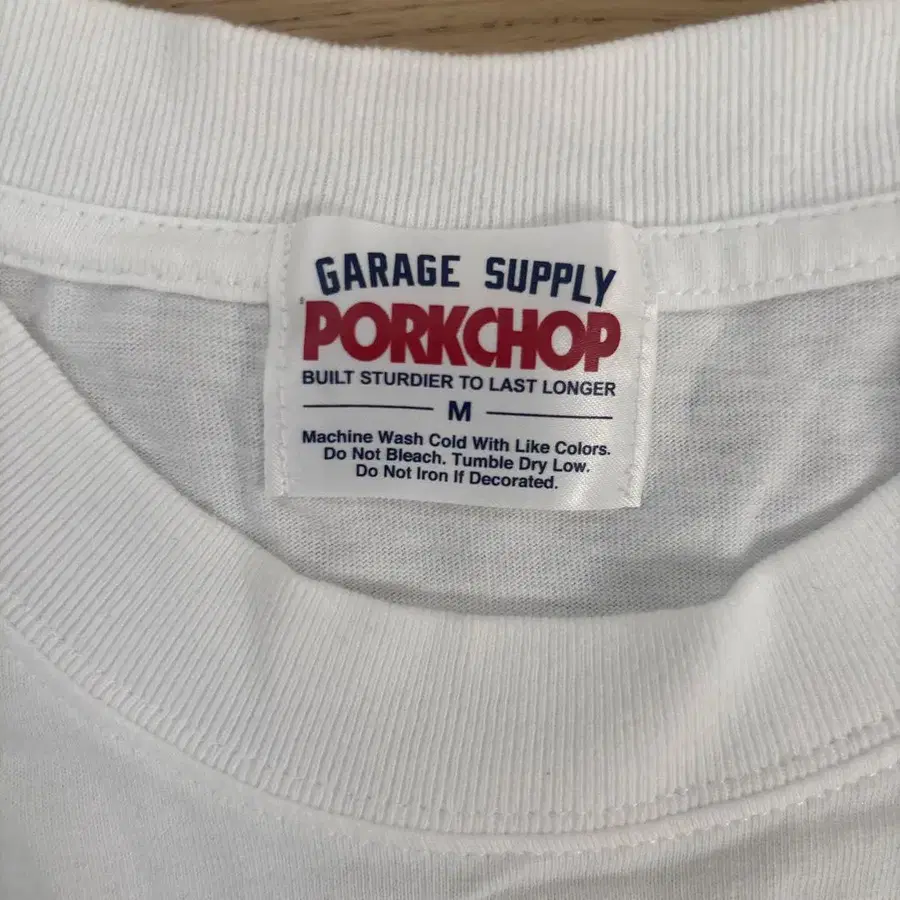 GARAGE SUPPLY
PORKCHOP
BUILT STURDIER TO LAST LONGER
M
Machine Wash Cold With Like Colors.
Do Not Bleach. Tumble Dry Low.
Do Not Iron If Decorated.